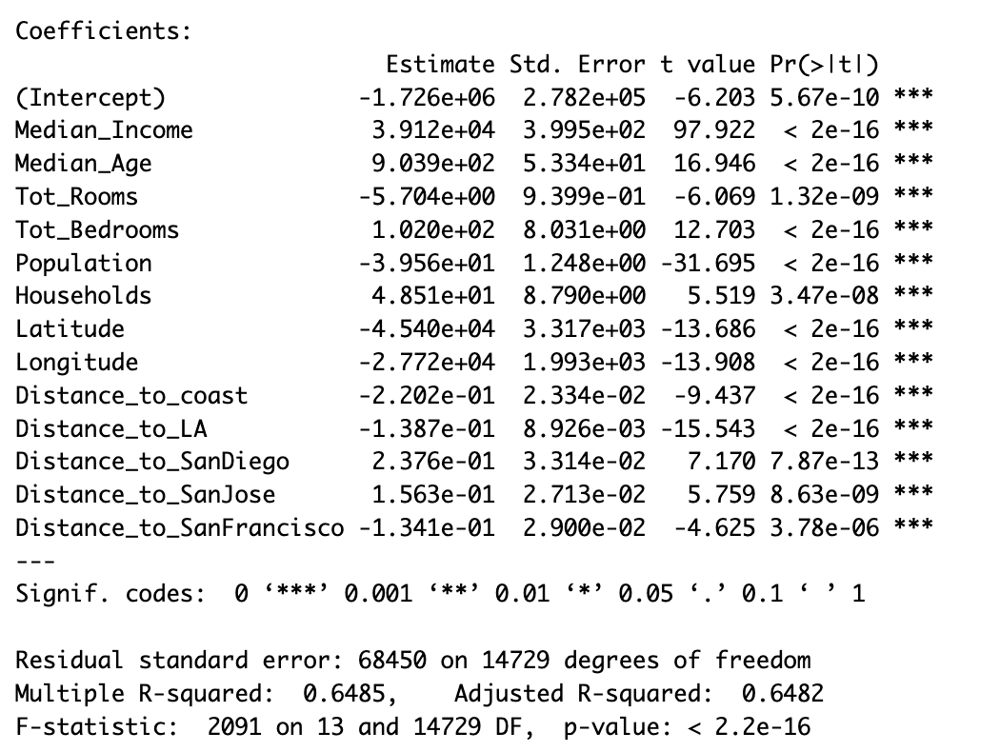 Coefficients:
                         Estimate Std. Error t value Pr(>|t|)
(Intercept)            -1.726e+06  2.782e+05  -6.203 5.67e-10 ***
Median_Income           3.912e+04  3.995e+02  97.922  < 2e-16 ***
Median_Age              9.039e+02  5.334e+01  16.946  < 2e-16 ***
Tot_Rooms              -5.704e+00  9.399e-01  -6.069 1.32e-09 ***
Tot_Bedrooms            1.020e+02  8.031e+00  12.703  < 2e-16 ***
Population             -3.956e+01  1.248e+00 -31.695  < 2e-16 ***
Households              4.851e+01  8.790e+00   5.519 3.47e-08 ***
Latitude               -4.540e+04  3.317e+03 -13.686  < 2e-16 ***
Longitude              -2.772e+04  1.993e+03 -13.908  < 2e-16 ***
Distance_to_coast      -2.202e-01  2.334e-02  -9.437  < 2e-16 ***
Distance_to_LA         -1.387e-01  8.926e-03 -15.543  < 2e-16 ***
Distance_to_SanDiego    2.376e-01  3.314e-02   7.170 7.87e-13 ***
Distance_to_SanJose     1.563e-01  2.713e-02   5.759 8.63e-09 ***
Distance_to_SanFrancisco -1.341e-01  2.900e-02  -4.625 3.78e-06 ***
---
Signif. codes:  0 ‘***’ 0.001 ‘**’ 0.01 ‘*’ 0.05 ‘.’ 0.1 ‘ ’ 1

Residual standard error: 68450 on 14729 degrees of freedom
Multiple R-squared:  0.6485,    Adjusted R-squared:  0.6482
F-statistic:  2091 on 13 and 14729 DF,  p-value: < 2.2e-16